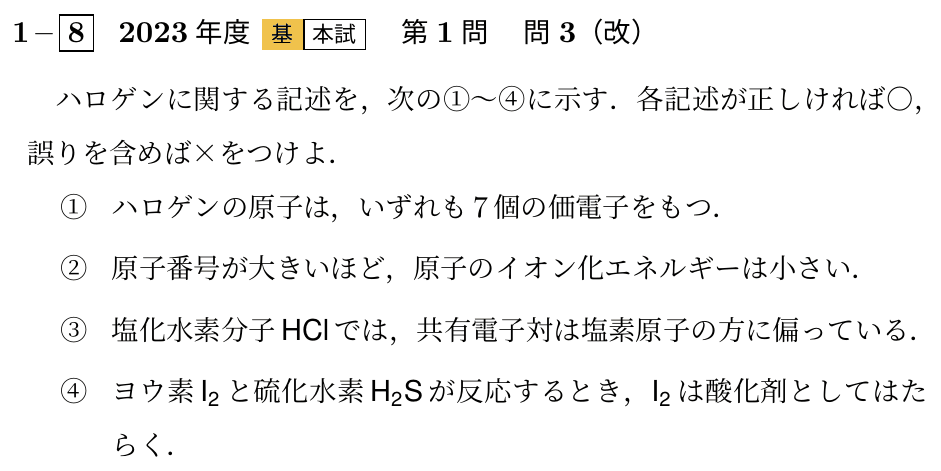 1－8 2023年度 基 本試 第1問 問3（改）
ハロゲンに関する記述を，次の①～④に示す．各記述が正しければ○，
誤りを含めば×をつけよ．
① ハロゲンの原子は，いずれも7個の価電子をもつ．
② 原子番号が大きいほど，原子のイオン化エネルギーは小さい．
③ 塩化水素分子HClでは，共有電子対は塩素原子の方に偏っている．
④ ヨウ素I₂と硫化水素H₂Sが反応するとき，I₂は酸化剤としてはた
らく．